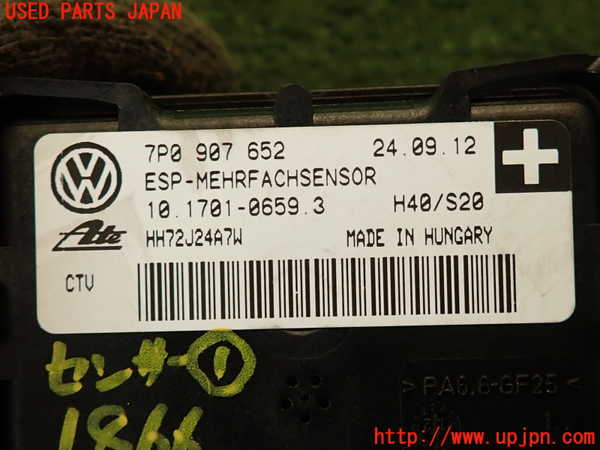 USED PARTS JAPAN
7P0 907 652 24.09.12
ESP-MEHRFACHSENSOR
10.1701-0659.3 H40/S20
Ate HH72J24A7W MADE IN HUNGARY
CTV
センサー①
1866
>PA6.6-GF25<
1
http://www.upjpn.com